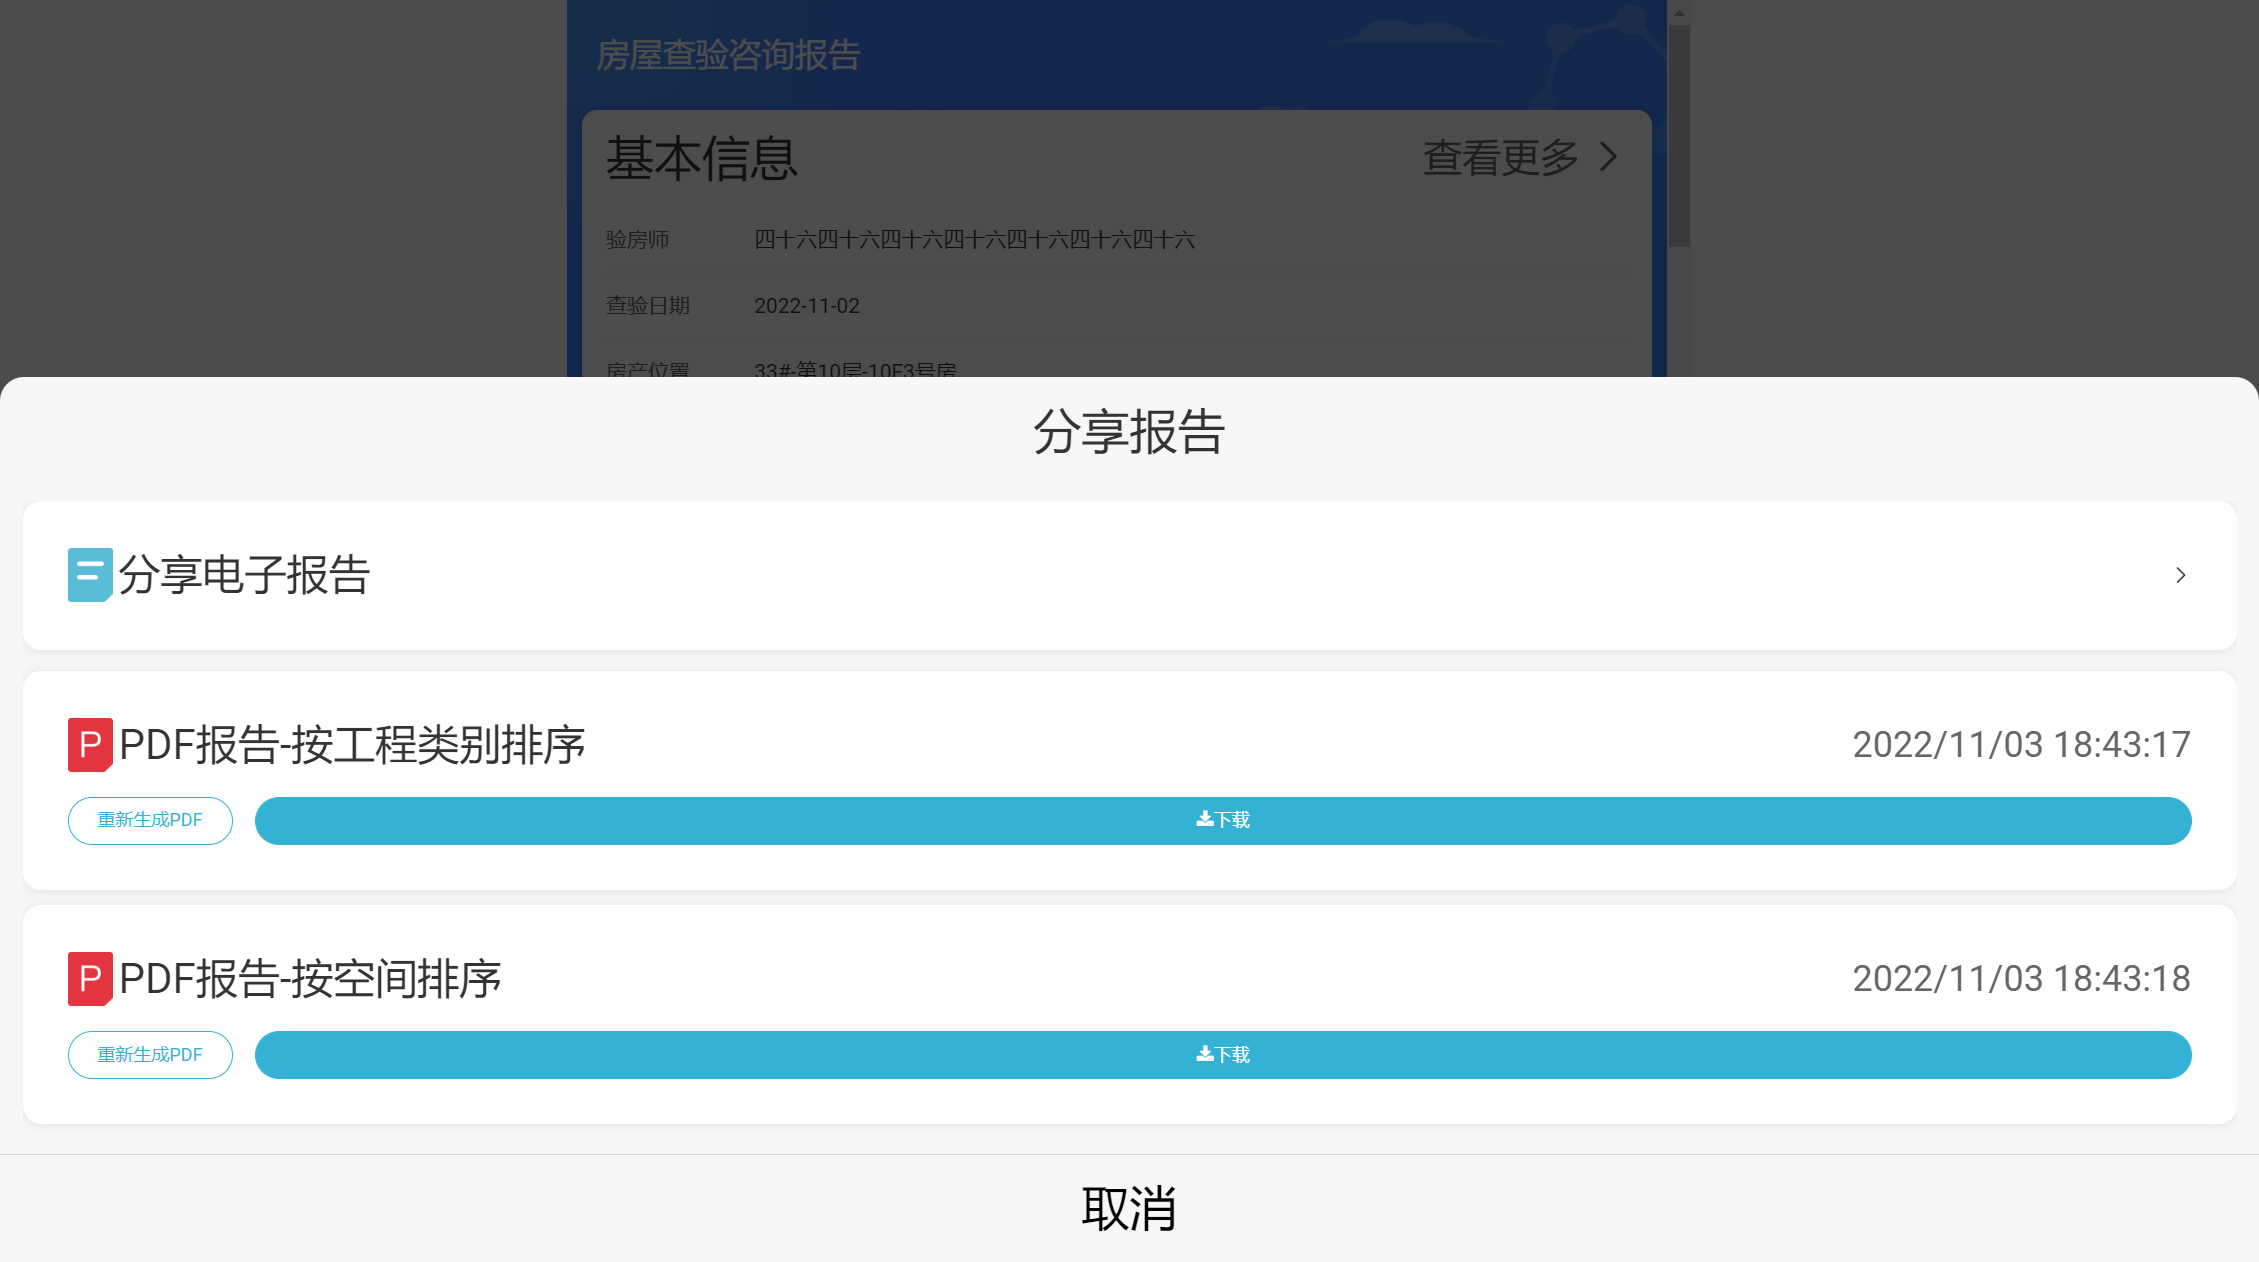 房屋查验咨询报告
基本信息
查看更多
验房师 四十六四十六四十六四十六四十六四十六四十六
查验日期 2022-11-02
房产位置 33#-第10层-10F3号房
分享报告
分享电子报告
P PDF报告-按工程类别排序 2022/11/03 18:43:17
重新生成PDF 下载
P PDF报告-按空间排序 2022/11/03 18:43:18
重新生成PDF 下载
取消